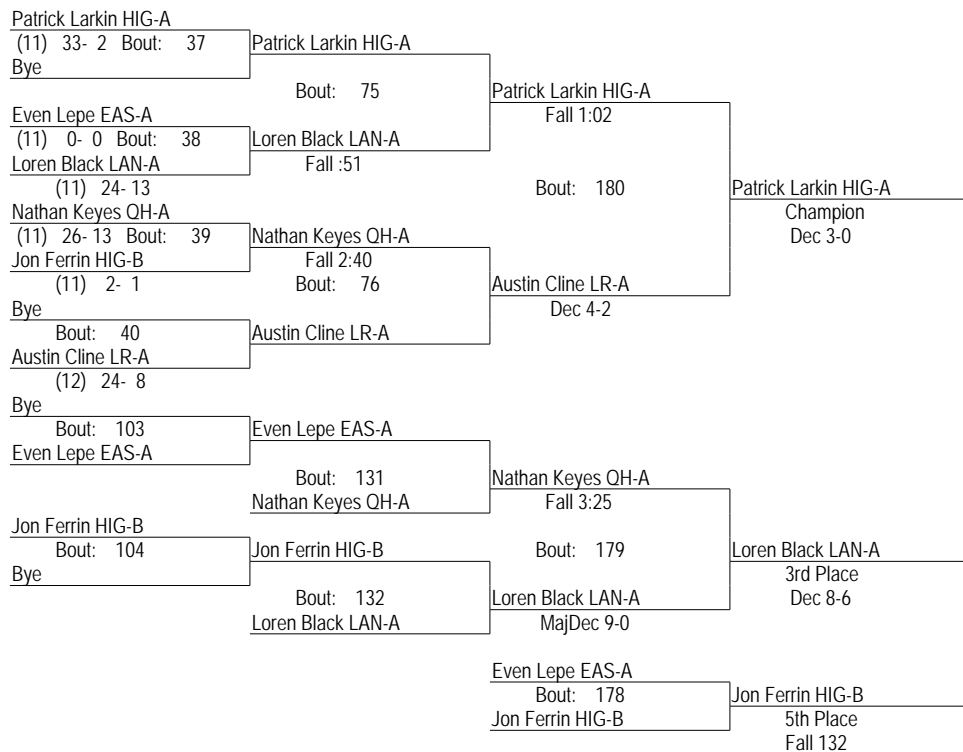 Patrick Larkin HIG-A
(11) 33- 2 Bout: 37
Patrick Larkin HIG-A
Bye
Bout: 75
Patrick Larkin HIG-A
Even Lepe EAS-A
Fall 1:02
(11) 0- 0 Bout: 38
Loren Black LAN-A
Loren Black LAN-A
Fall :51
(11) 24- 13
Bout: 180
Patrick Larkin HIG-A
Nathan Keyes QH-A
Champion
(11) 26- 13 Bout: 39
Nathan Keyes QH-A
Dec 3-0
Jon Ferrin HIG-B
Fall 2:40
(11) 2- 1
Bout: 76
Austin Cline LR-A
Bye
Dec 4-2
Bout: 40
Austin Cline LR-A
Austin Cline LR-A
(12) 24- 8
Bye
Bout: 103
Even Lepe EAS-A
Even Lepe EAS-A
Bout: 131
Nathan Keyes QH-A
Nathan Keyes QH-A
Fall 3:25
Jon Ferrin HIG-B
Bout: 104
Jon Ferrin HIG-B
Bout: 179
Loren Black LAN-A
Bye
3rd Place
Bout: 132
Loren Black LAN-A
Dec 8-6
Loren Black LAN-A
MajDec 9-0
Even Lepe EAS-A
Bout: 178
Jon Ferrin HIG-B
Jon Ferrin HIG-B
5th Place
Fall 132